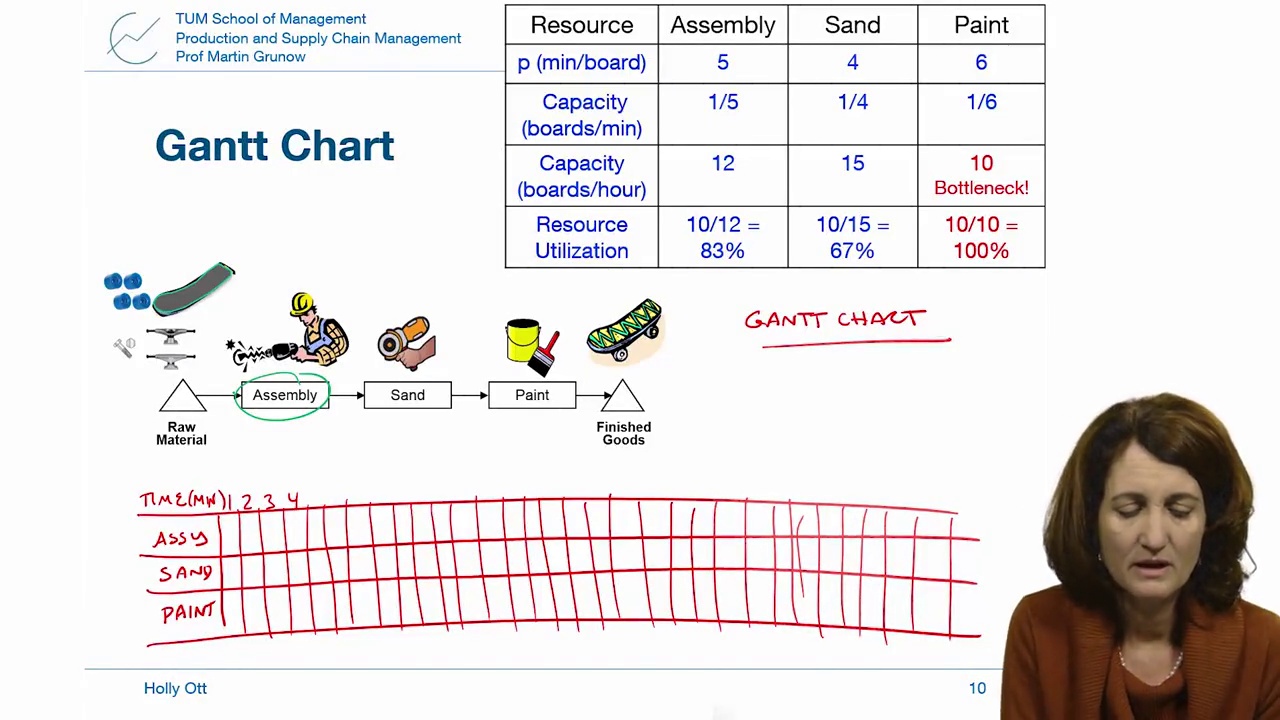 TUM School of Management
Production and Supply Chain Management
Prof Martin Grunow
Resource Assembly Sand Paint
p (min/board) 5 4 6
Capacity (boards/min) 1/5 1/4 1/6
Capacity (boards/hour) 12 15 10 Bottleneck!
Resource Utilization 10/12 = 83% 10/15 = 67% 10/10 = 100%
Gantt Chart
GANTT CHART
Assembly Sand Paint
Raw Material
Finished Goods
TIME(MIN) 1 2 3 4
ASSY
SAND
PAINT
Holly Ott
10